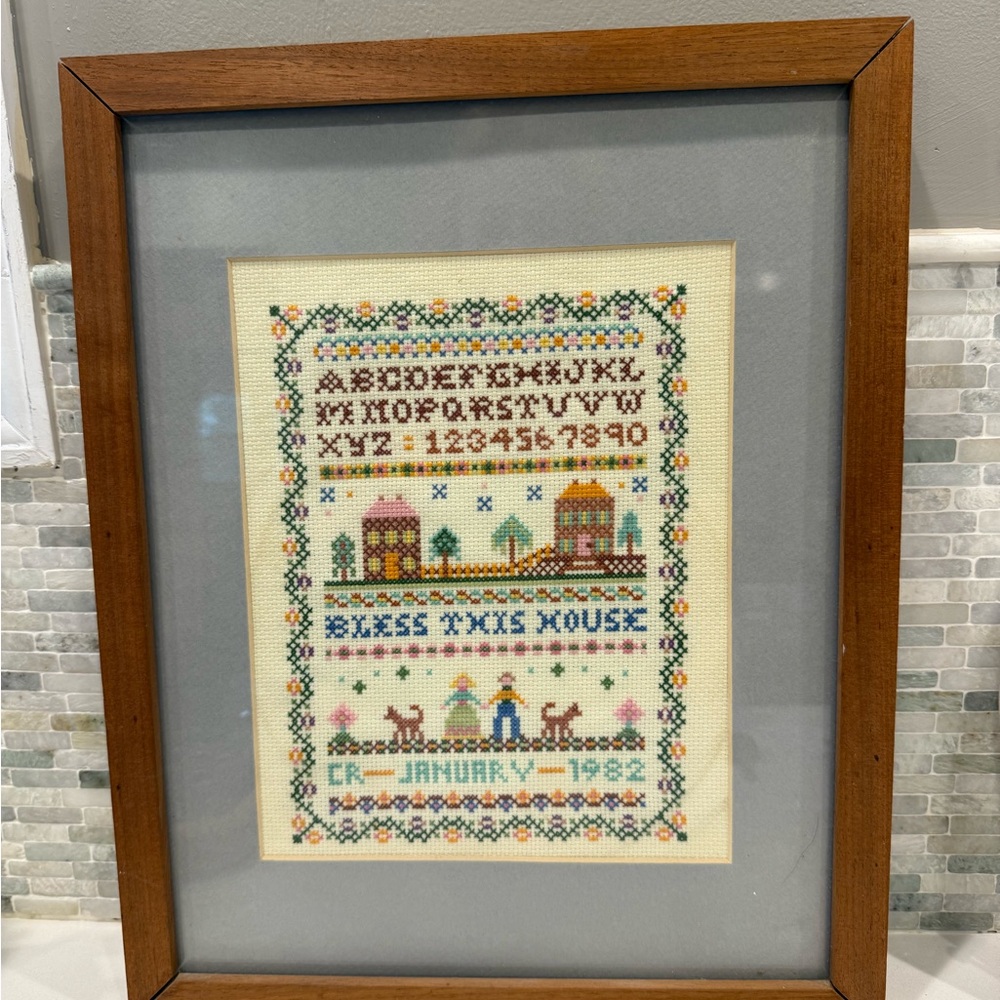 ABCDEFGHIJKL
MNOPQRSTUVW
XYZ = 1234567890
BLESS THIS HOUSE
CR — JANUARY — 1982